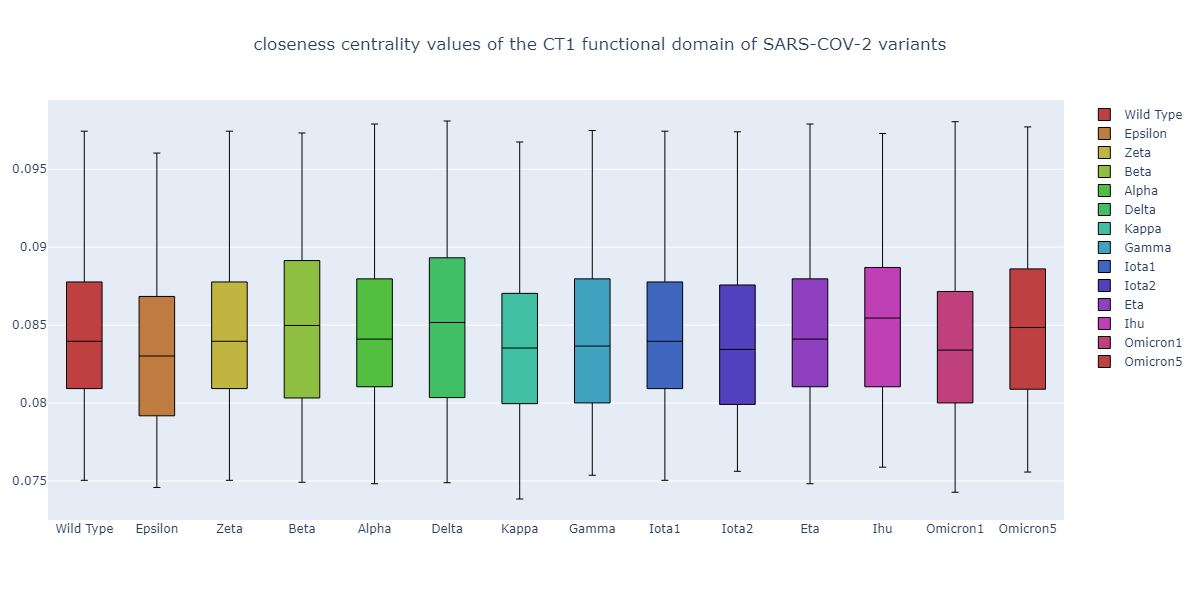 closeness centrality values of the CT1 functional domain of SARS-COV-2 variants
0.095
0.09
0.085
0.08
0.075
Wild Type
Epsilon
Zeta
Beta
Alpha
Delta
Kappa
Gamma
Iota1
Iota2
Eta
Ihu
Omicron1
Omicron5
Wild Type
Epsilon
Zeta
Beta
Alpha
Delta
Kappa
Gamma
Iota1
Iota2
Eta
Ihu
Omicron1
Omicron5